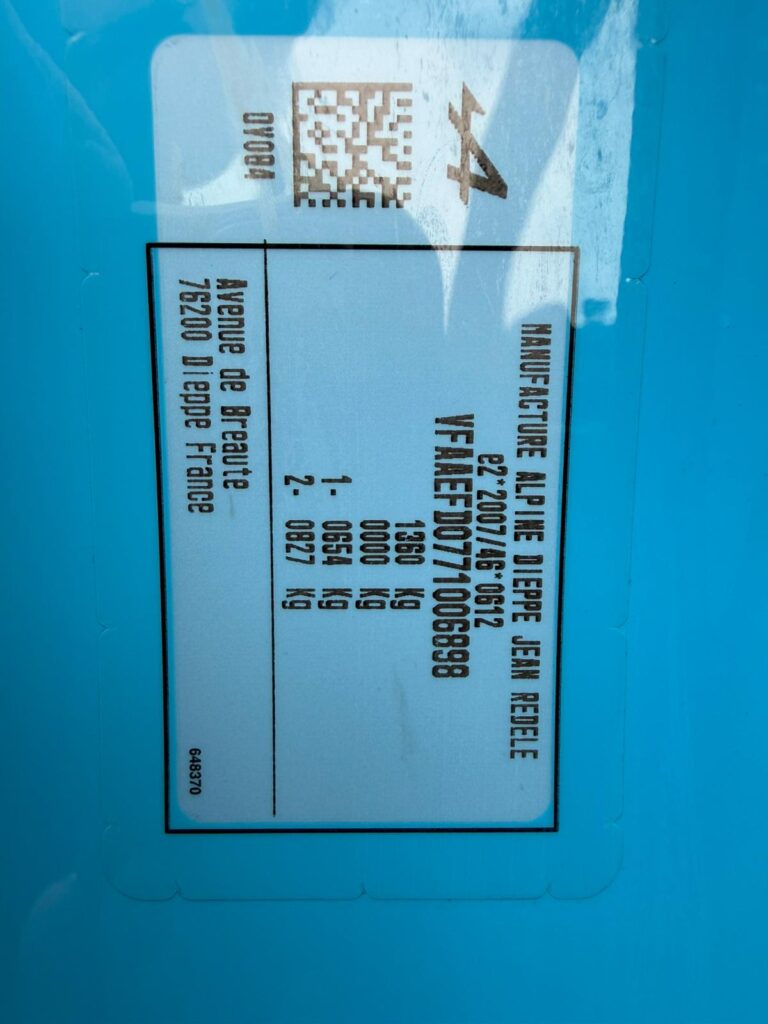 0Y0B4
MANUFACTURE ALPINE DIEPPE JEAN REDELE
e2*2007//46*0612
VFAAEFD0771006898
1360 Kg
0000 Kg
1- 0654 Kg
2- 0827 Kg
Avenue de Breaute
76200 Dieppe France
648370